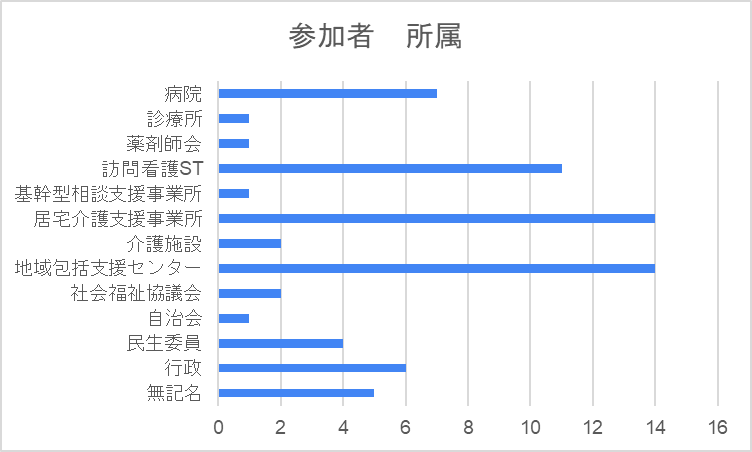 参加者　所属
病院
診療所
薬剤師会
訪問看護ST
基幹型相談支援事業所
居宅介護支援事業所
介護施設
地域包括支援センター
社会福祉協議会
自治会
民生委員
行政
無記名
0 2 4 6 8 10 12 14 16